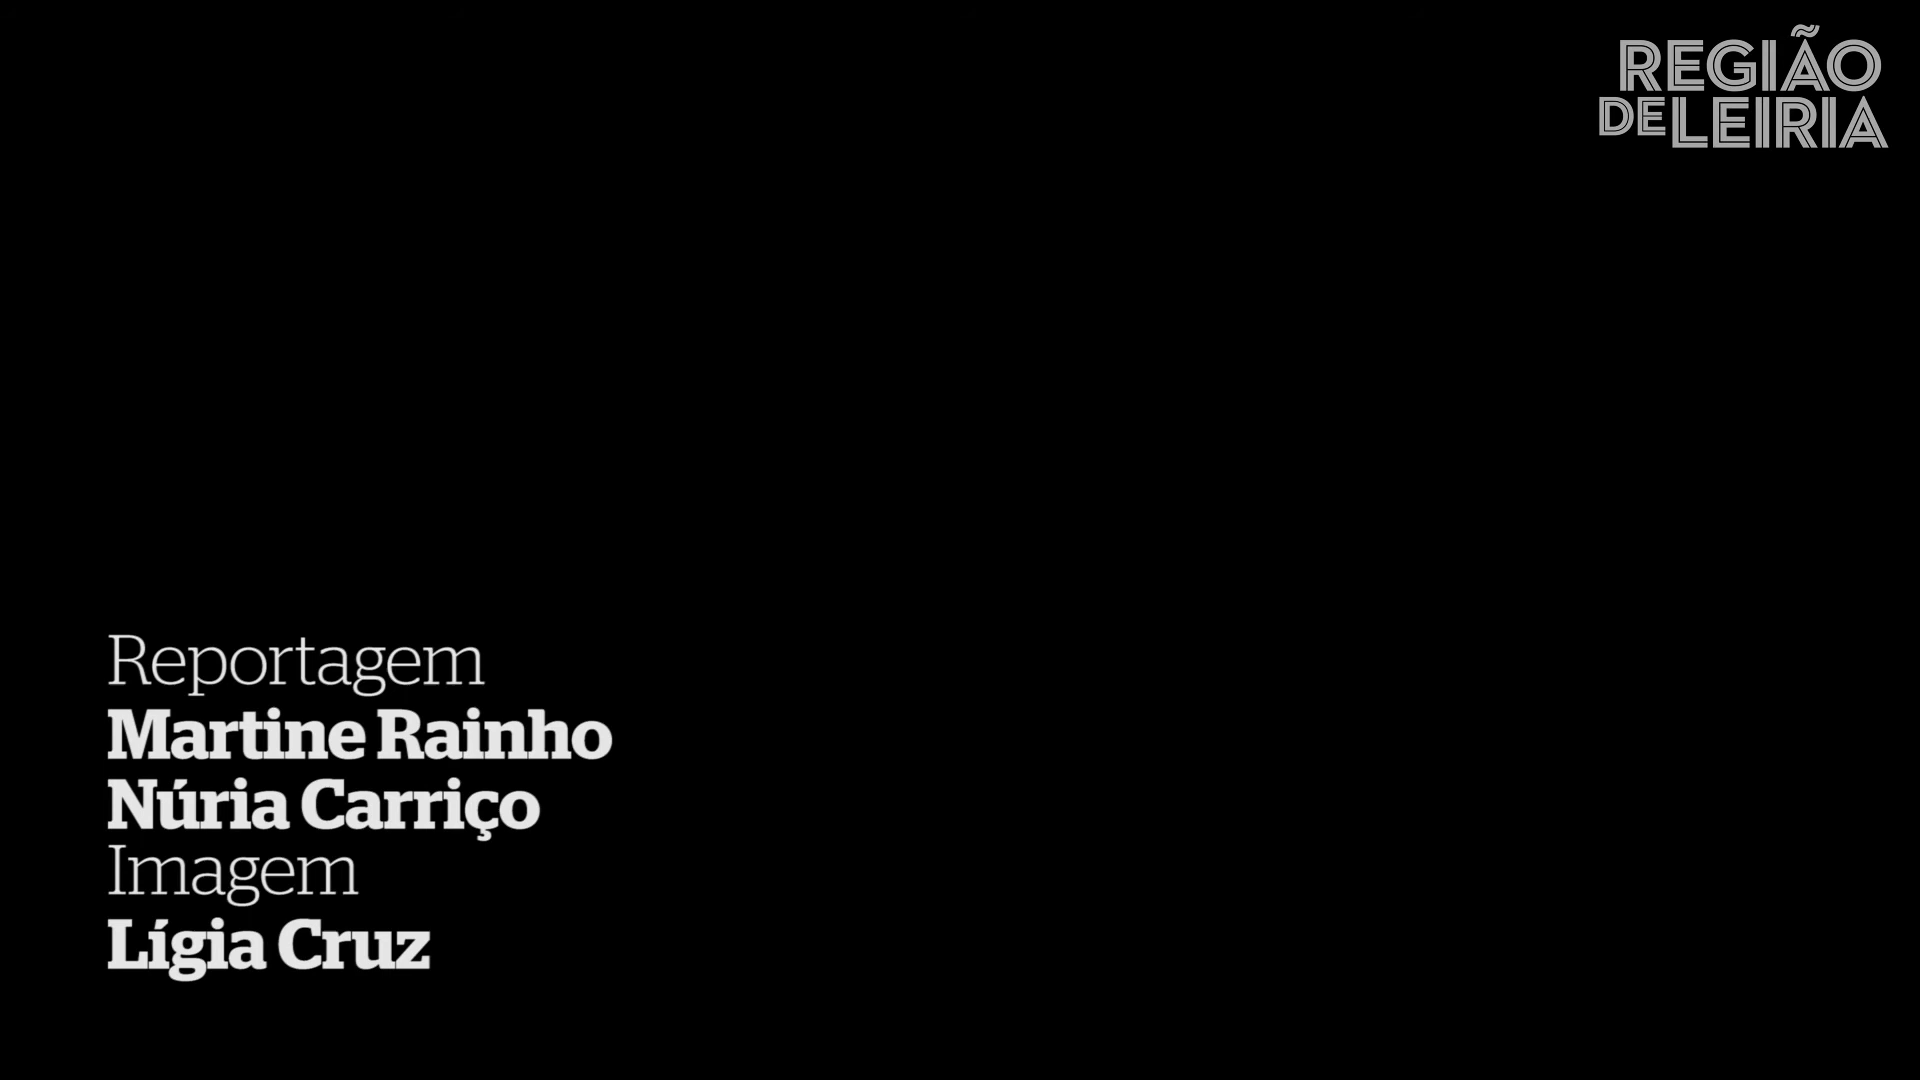 REGIÃO
DE LEIRIA
Reportagem
Martine Rainho
Núria Carriço
Imagem
Lígia Cruz